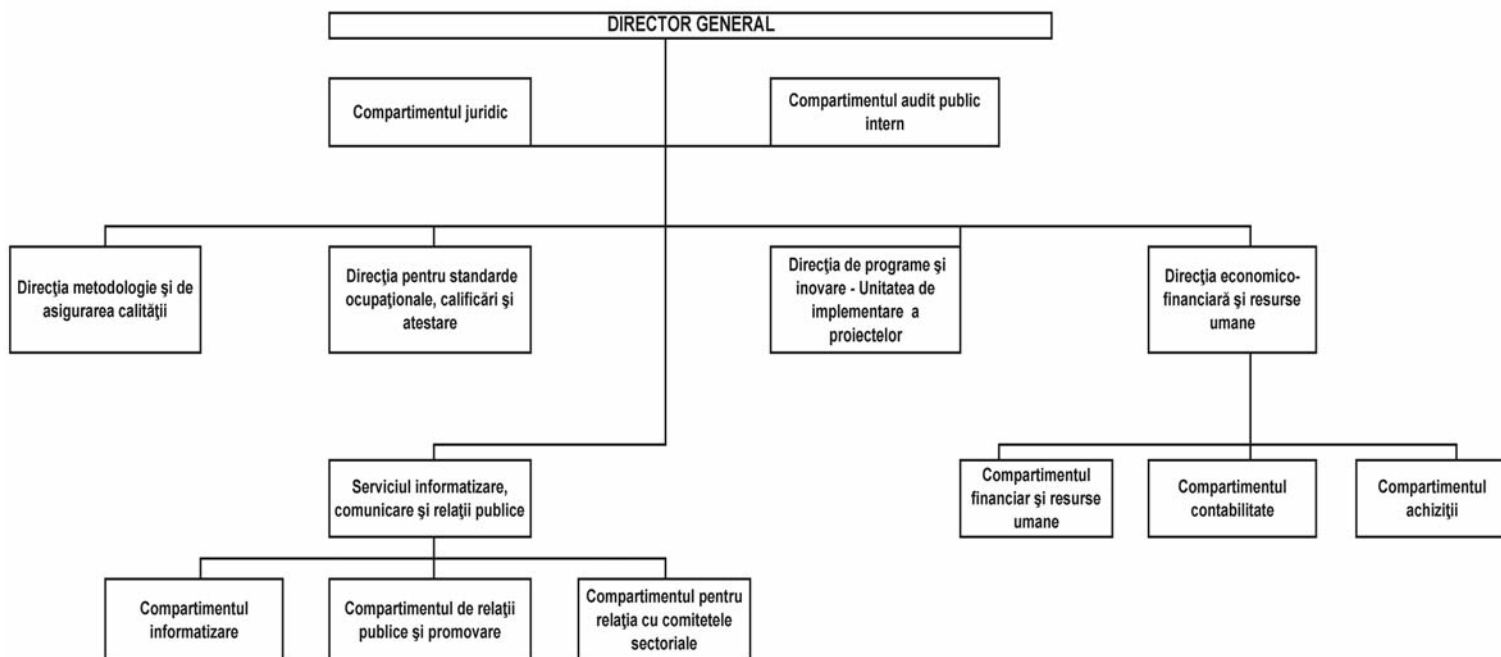 DIRECTOR GENERAL
Compartimentul juridic
Compartimentul audit public
intern
Direcţia metodologie şi de
asigurarea calităţii
Direcţia pentru standarde
ocupaţionale, calificări şi
atestare
Direcţia de programe şi
inovare - Unitatea de
implementare a
proiectelor
Direcţia economico-
financiară şi resurse
umane
Serviciul informatizare,
comunicare şi relaţii publice
Compartimentul
financiar şi resurse
umane
Compartimentul
contabilitate
Compartimentul
achiziţii
Compartimentul
informatizare
Compartimentul de relaţii
publice şi promovare
Compartimentul pentru
relaţia cu comitetele
sectoriale